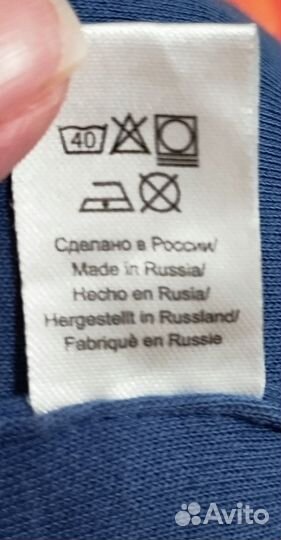 40
Сделано в России/
Made in Russia/
Hecho en Rusia/
Hergestellt in Russland/
Fabriquè en Russie
Avito